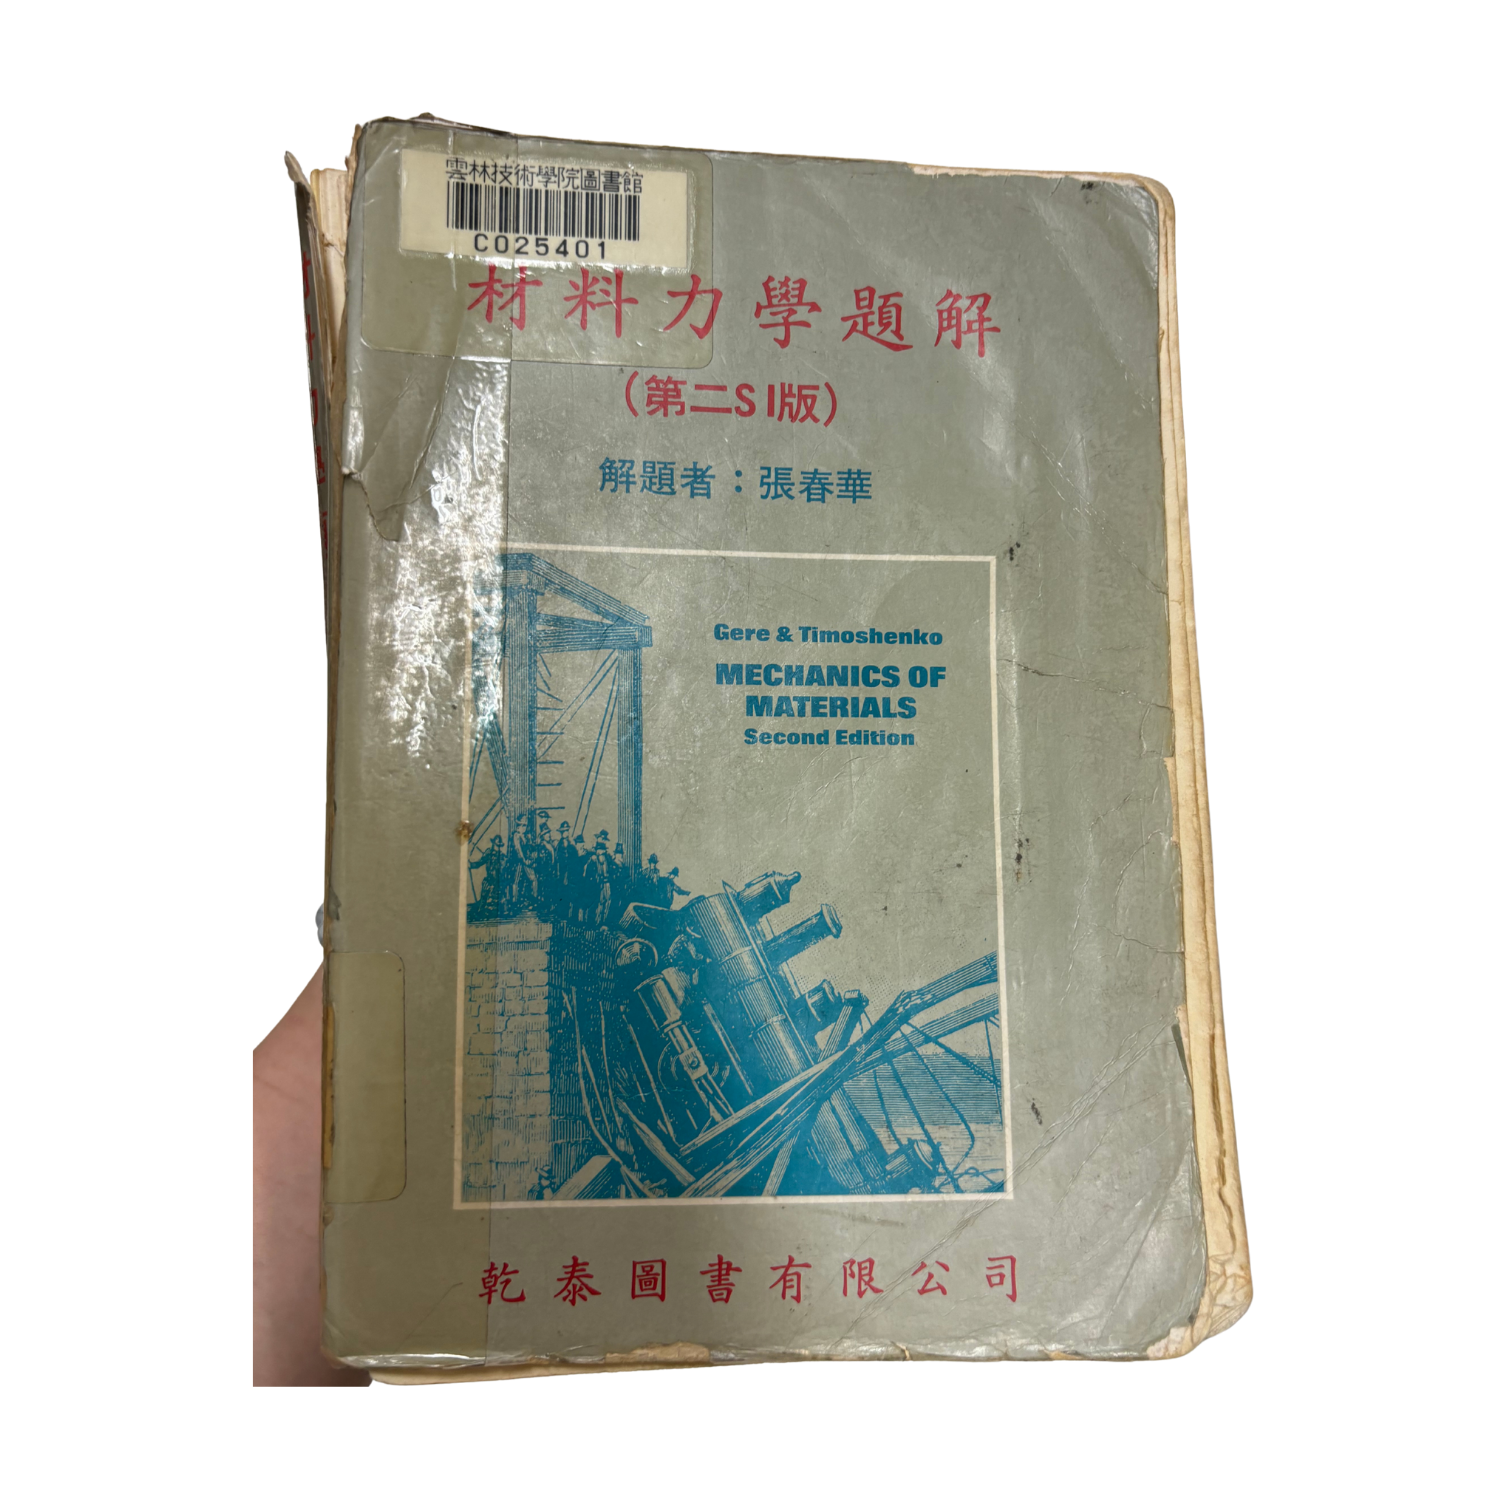 雲林技術學院圖書館
C025401
材料力學題解
(第二SI版)
解題者：張春華
Gere & Timoshenko
MECHANICS OF
MATERIALS
Second Edition
乾泰圖書有限公司